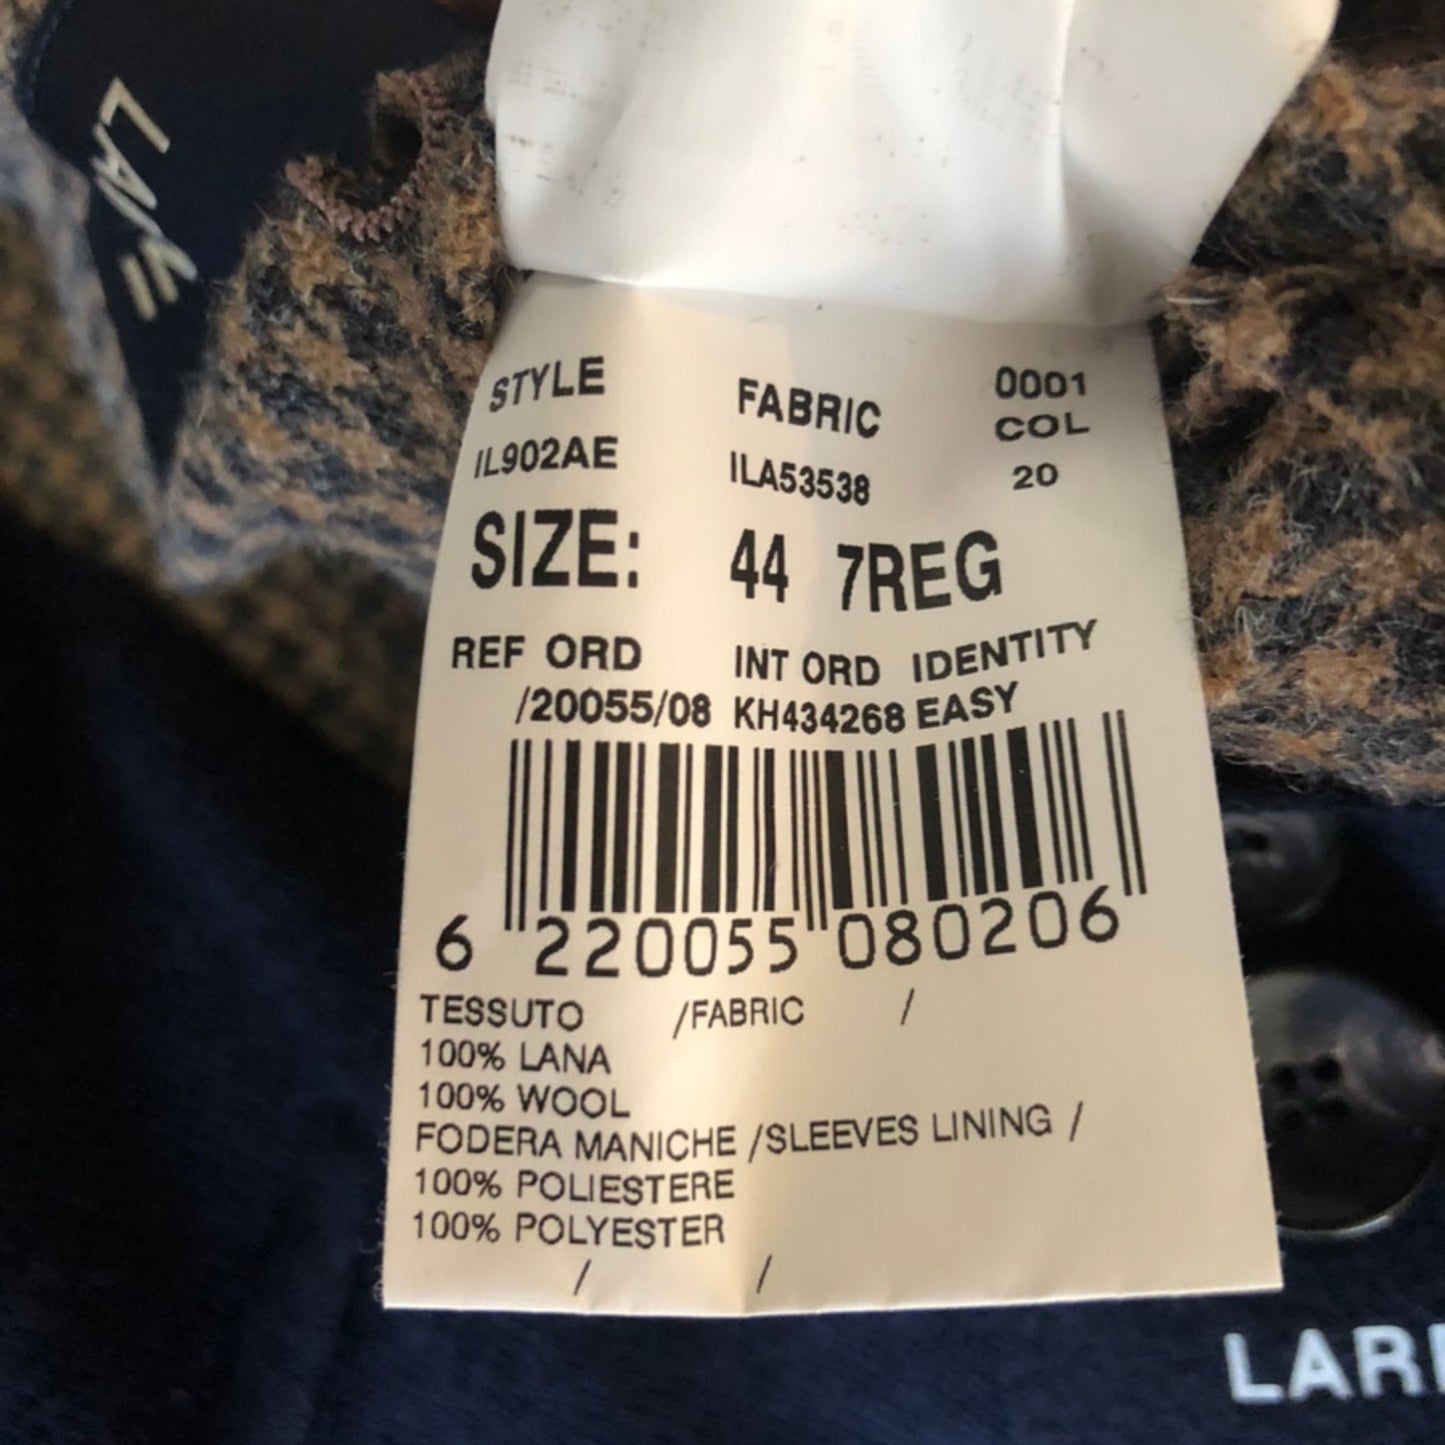 STYLE FABRIC 0001
COL
IL902AE ILA53538 20
SIZE: 44 7REG
REF ORD INT ORD IDENTITY
/20055/08 KH434268 EASY
6 220055 080206
TESSUTO /FABRIC /
100% LANA
100% WOOL
FODERA MANICHE /SLEEVES LINING /
100% POLIESTERE
100% POLYESTER
/ /